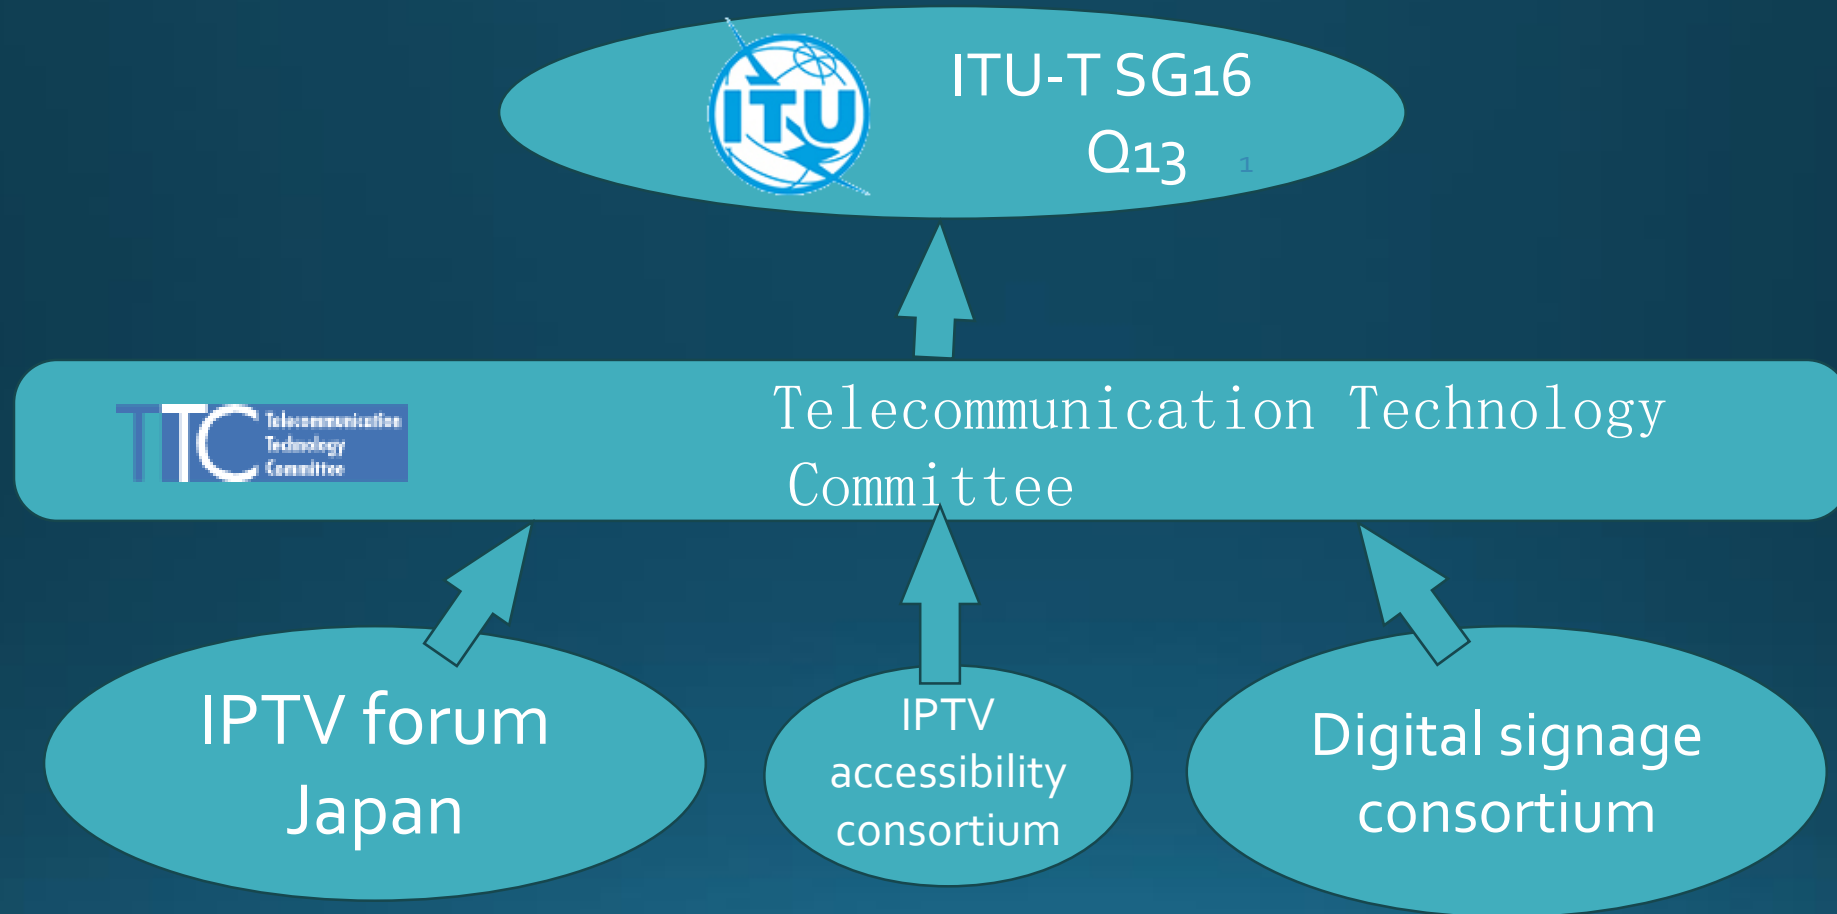 ITU
ITU-T SG16
Q13
1
TTC
Telecommunication
Technology
Committee
Telecommunication Technology
Committee
IPTV forum
Japan
IPTV
accessibility
consortium
Digital signage
consortium